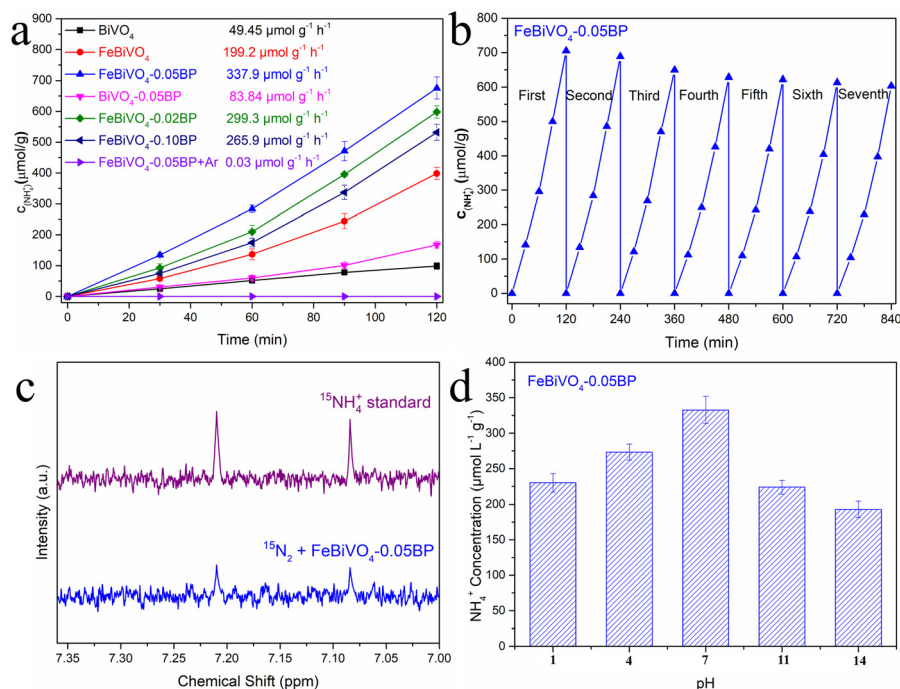 a
BiVO₄ 49.45 μmol g⁻¹ h⁻¹
FeBiVO₄ 199.2 μmol g⁻¹ h⁻¹
FeBiVO₄-0.05BP 337.9 μmol g⁻¹ h⁻¹
BiVO₄-0.05BP 83.84 μmol g⁻¹ h⁻¹
FeBiVO₄-0.02BP 299.3 μmol g⁻¹ h⁻¹
FeBiVO₄-0.10BP 265.9 μmol g⁻¹ h⁻¹
FeBiVO₄-0.05BP+Ar 0.03 μmol g⁻¹ h⁻¹
C(NH₄⁺)(μmol/g)
900
800
700
600
500
400
300
200
100
0
0 20 40 60 80 100 120
Time (min)
b
FeBiVO₄-0.05BP
First Second Third Fourth Fifth Sixth Seventh
C(NH₄⁺) (μmol/g)
800
700
600
500
400
300
200
100
0
0 120 240 360 480 600 720 840
Time (min)
c
¹⁵NH₄⁺ standard
¹⁵N₂ + FeBiVO₄-0.05BP
Intensity (a.u.)
7.35 7.30 7.25 7.20 7.15 7.10 7.05 7.00
Chemical Shift (ppm)
d
FeBiVO₄-0.05BP
NH₄⁺ Concentration (μmol L⁻¹ g⁻¹)
400
350
300
250
200
150
100
50
0
1 4 7 11 14
pH